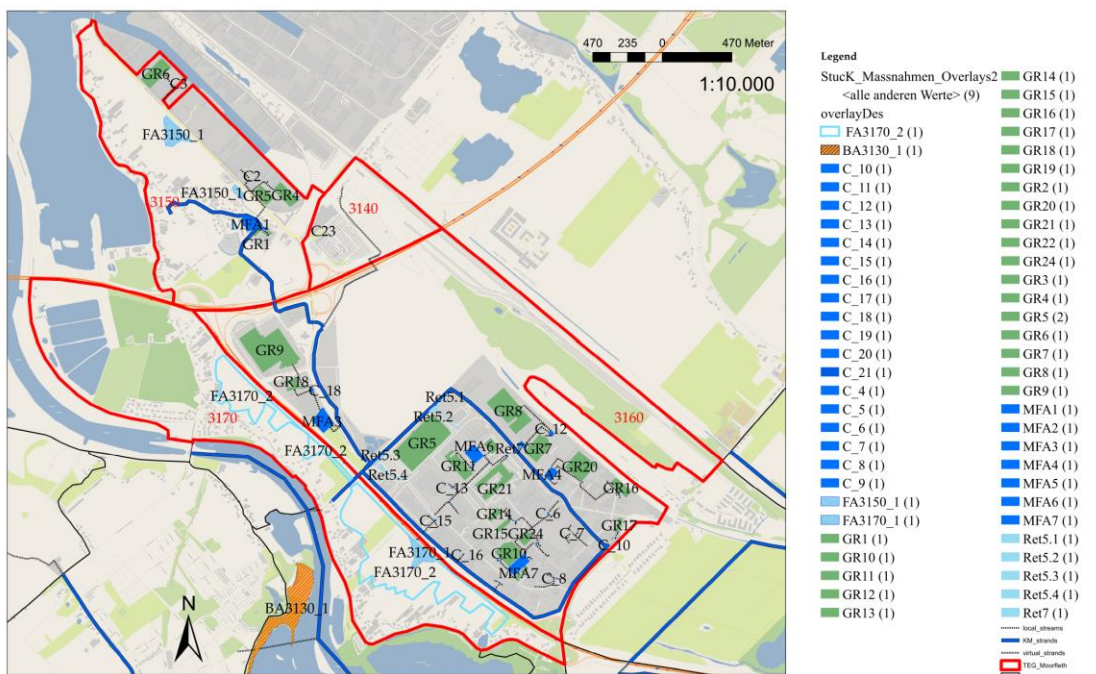 470 235 0 470 Meter
1:10.000
GR6
C3
FA3150_1
C2
FA3150_1
GR5
GR4
3150
3140
MFA1
GR1
C23
GR9
GR18
C_18
FA3170_2
MFA3
3170
FA3170_2
Ret5.1
Ret5.2
GR5
Ret5.3
Ret5.4
GR8
3160
C_12
MFA6
Ret7
GR7
GR11
MFA4
GR20
C_13
GR21
GR16
C_15
GR14
C_6
GR15
GR24
C_7
GR17
C_10
FA3170_1
C_16
GR10
FA3170_2
MFA7
C_8
BA3130_1
N
Legend
StucK_Massnahmen_Overlays2
<alle anderen Werte> (9)
overlayDes
FA3170_2 (1)
BA3130_1 (1)
C_10 (1)
C_11 (1)
C_12 (1)
C_13 (1)
C_14 (1)
C_15 (1)
C_16 (1)
C_17 (1)
C_18 (1)
C_19 (1)
C_20 (1)
C_21 (1)
C_4 (1)
C_5 (1)
C_6 (1)
C_7 (1)
C_8 (1)
C_9 (1)
FA3150_1 (1)
FA3170_1 (1)
GR1 (1)
GR10 (1)
GR11 (1)
GR12 (1)
GR13 (1)
GR14 (1)
GR15 (1)
GR16 (1)
GR17 (1)
GR18 (1)
GR19 (1)
GR2 (1)
GR20 (1)
GR21 (1)
GR22 (1)
GR24 (1)
GR3 (1)
GR4 (1)
GR5 (2)
GR6 (1)
GR7 (1)
GR8 (1)
GR9 (1)
MFA1 (1)
MFA2 (1)
MFA3 (1)
MFA4 (1)
MFA5 (1)
MFA6 (1)
MFA7 (1)
Ret5.1 (1)
Ret5.2 (1)
Ret5.3 (1)
Ret5.4 (1)
Ret7 (1)
local_streams
KM_strands
virtual_strands
TEG_Moorfleth